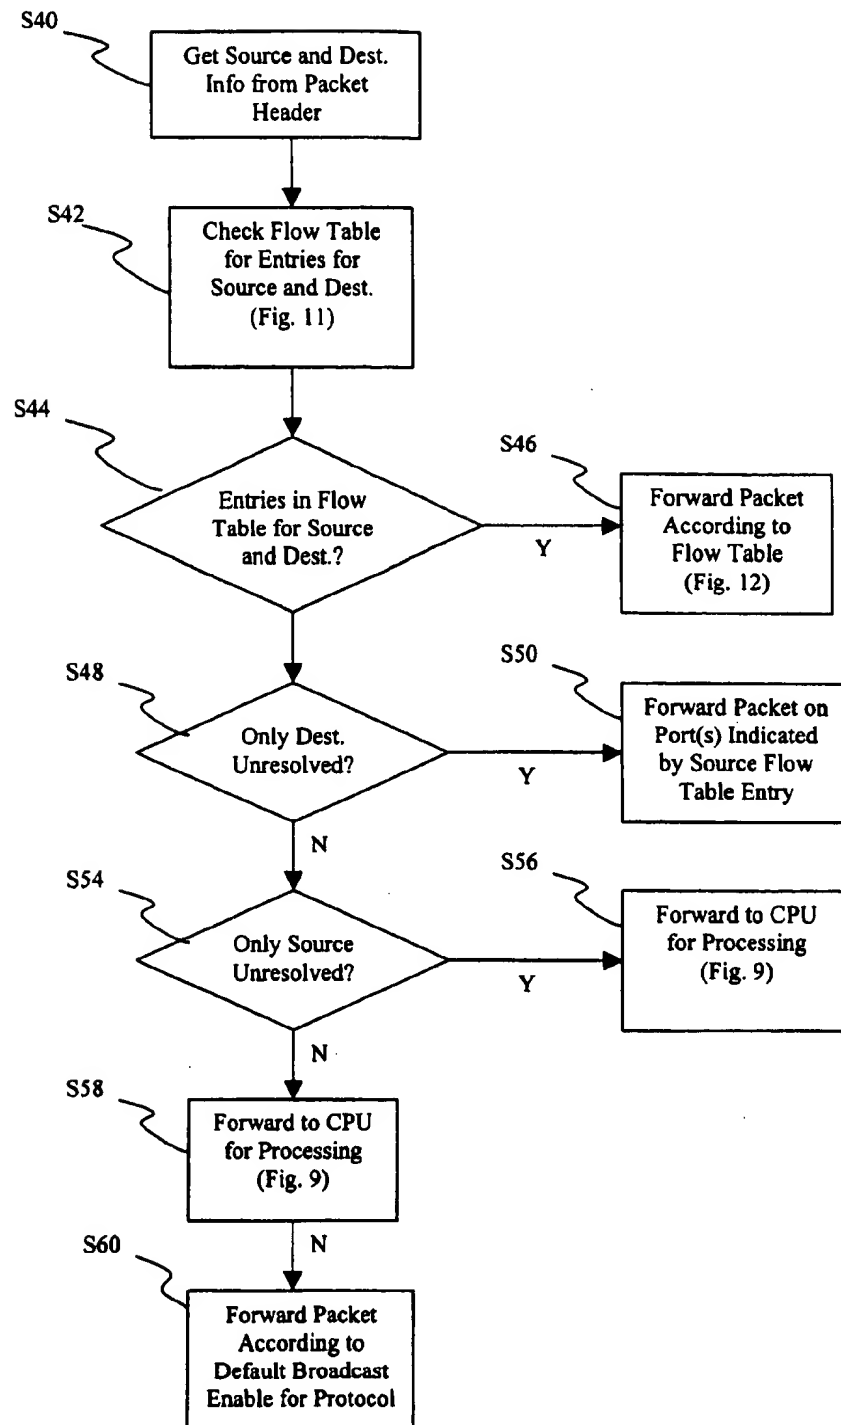 S40
Get Source and Dest.
Info from Packet
Header
S42
Check Flow Table
for Entries for
Source and Dest.
(Fig. 11)
S44
Entries in Flow
Table for Source
and Dest.?
Y
S46
Forward Packet
According to
Flow Table
(Fig. 12)
S48
Only Dest.
Unresolved?
Y
N
S50
Forward Packet on
Port(s) Indicated
by Source Flow
Table Entry
S54
Only Source
Unresolved?
Y
N
S56
Forward to CPU
for Processing
(Fig. 9)
S58
Forward to CPU
for Processing
(Fig. 9)
N
S60
Forward Packet
According to
Default Broadcast
Enable for Protocol